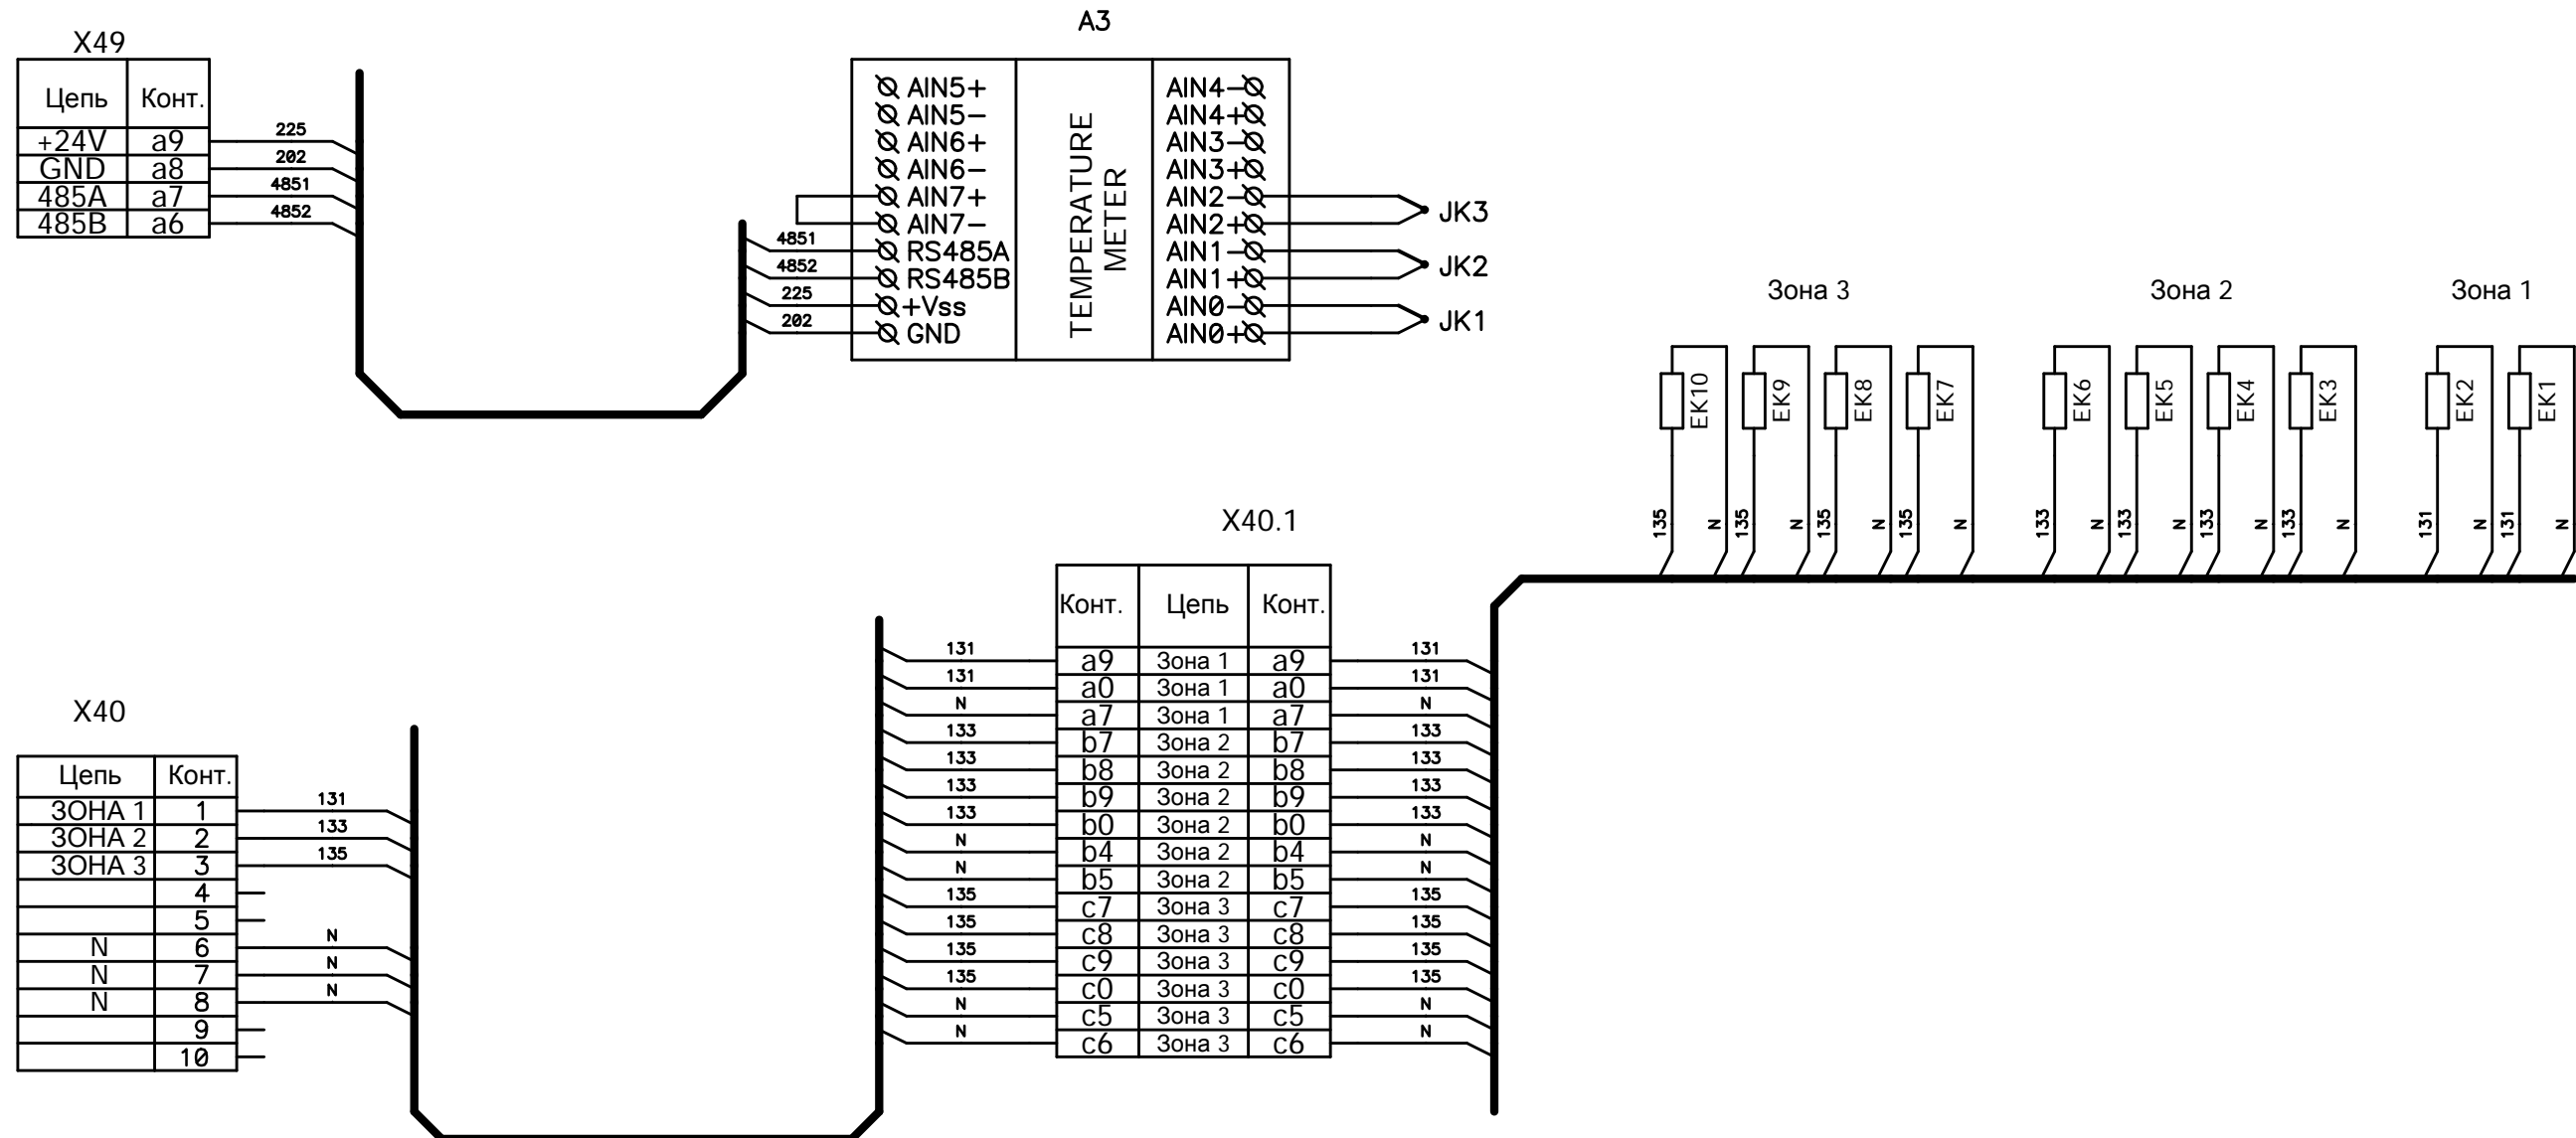 X49
Цепь Конт.
+24V a9 225
GND a8 202
485A a7 4851
485B a6 4852
A3
AIN5+
AIN5-
AIN6+
AIN6-
AIN7+
AIN7-
4851 RS485A
4852 RS485B
225 +Vss
202 GND
TEMPERATURE
METER
AIN4-
AIN4+
AIN3-
AIN3+
AIN2-
AIN2+
AIN1-
AIN1+
AIN0-
AIN0+
JK3
JK2
JK1
Зона 3 Зона 2 Зона 1
EK10 EK9 EK8 EK7 EK6 EK5 EK4 EK3 EK2 EK1
135 N 135 N 135 N 135 N 133 N 133 N 133 N 133 N 131 N 131 N
X40.1
Конт. Цепь Конт.
131 a9 Зона 1 a9 131
131 a0 Зона 1 a0 131
N a7 Зона 1 a7 N
133 b7 Зона 2 b7 133
133 b8 Зона 2 b8 133
133 b9 Зона 2 b9 133
133 b0 Зона 2 b0 133
N b4 Зона 2 b4 N
N b5 Зона 2 b5 N
135 c7 Зона 3 c7 135
135 c8 Зона 3 c8 135
135 c9 Зона 3 c9 135
135 c0 Зона 3 c0 135
N c5 Зона 3 c5 N
N c6 Зона 3 c6 N
X40
Цепь Конт.
ЗОНА 1 1 131
ЗОНА 2 2 133
ЗОНА 3 3 135
4
5
N 6 N
N 7 N
N 8 N
9
10